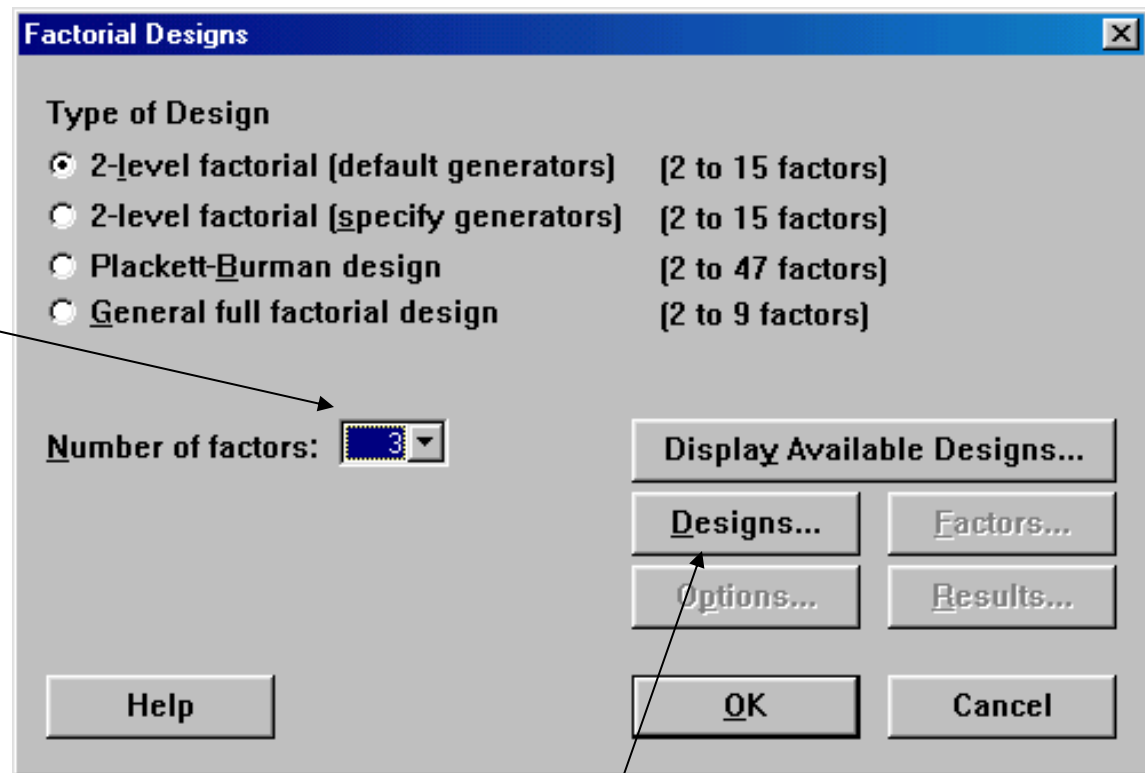 Factorial Designs
Type of Design
2-level factorial (default generators) (2 to 15 factors)
2-level factorial (specify generators) (2 to 15 factors)
Plackett-Burman design (2 to 47 factors)
General full factorial design (2 to 9 factors)
Number of factors: 3
Display Available Designs...
Designs... Factors...
Options... Results...
Help OK Cancel